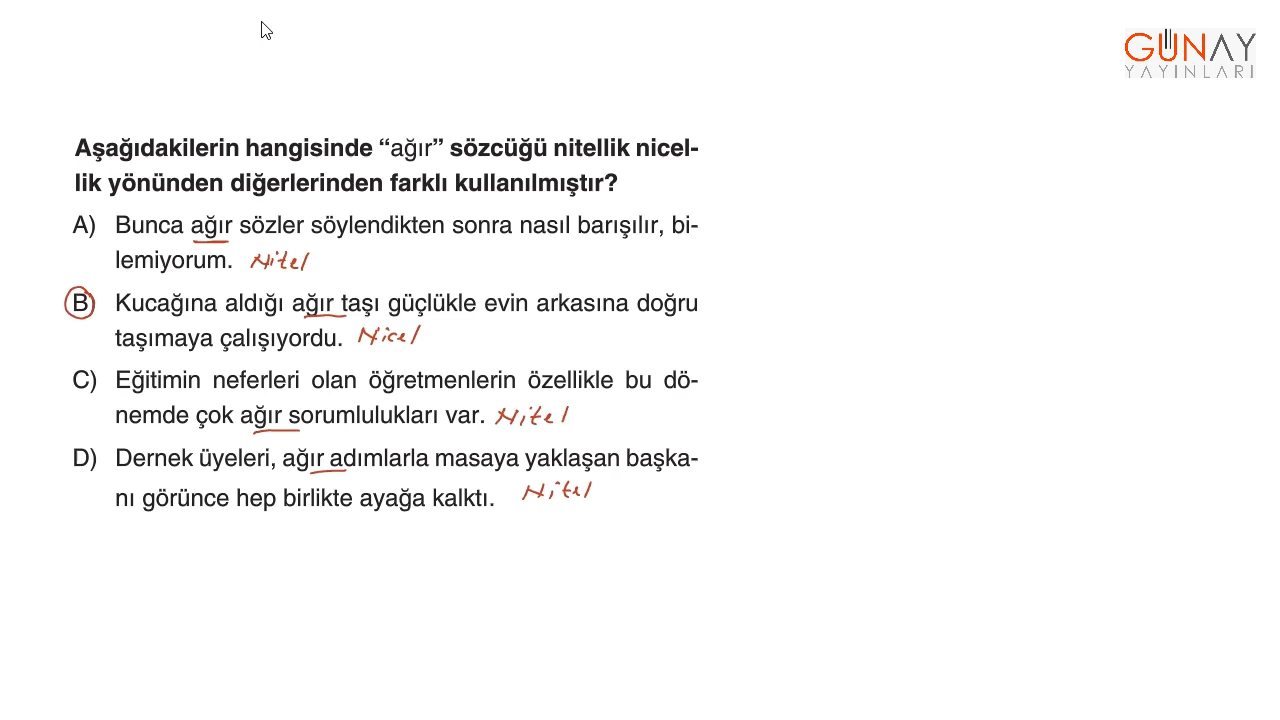 GÜNAY
YAYINLARI
Aşağıdakilerin hangisinde “ağır” sözcüğü nitellik nicel-
lik yönünden diğerlerinden farklı kullanılmıştır?
A) Bunca ağır sözler söylendikten sonra nasıl barışılır, bi-
lemiyorum. Nitel
B) Kucağına aldığı ağır taşı güçlükle evin arkasına doğru
taşımaya çalışıyordu. Nicel
C) Eğitimin neferleri olan öğretmenlerin özellikle bu dö-
nemde çok ağır sorumlulukları var. Nitel
D) Dernek üyeleri, ağır adımlarla masaya yaklaşan başka-
nı görünce hep birlikte ayağa kalktı. Nitel